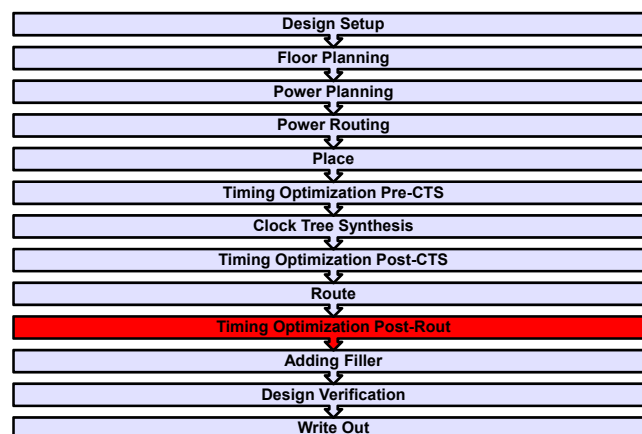 Design Setup
Floor Planning
Power Planning
Power Routing
Place
Timing Optimization Pre-CTS
Clock Tree Synthesis
Timing Optimization Post-CTS
Route
Timing Optimization Post-Rout
Adding Filler
Design Verification
Write Out